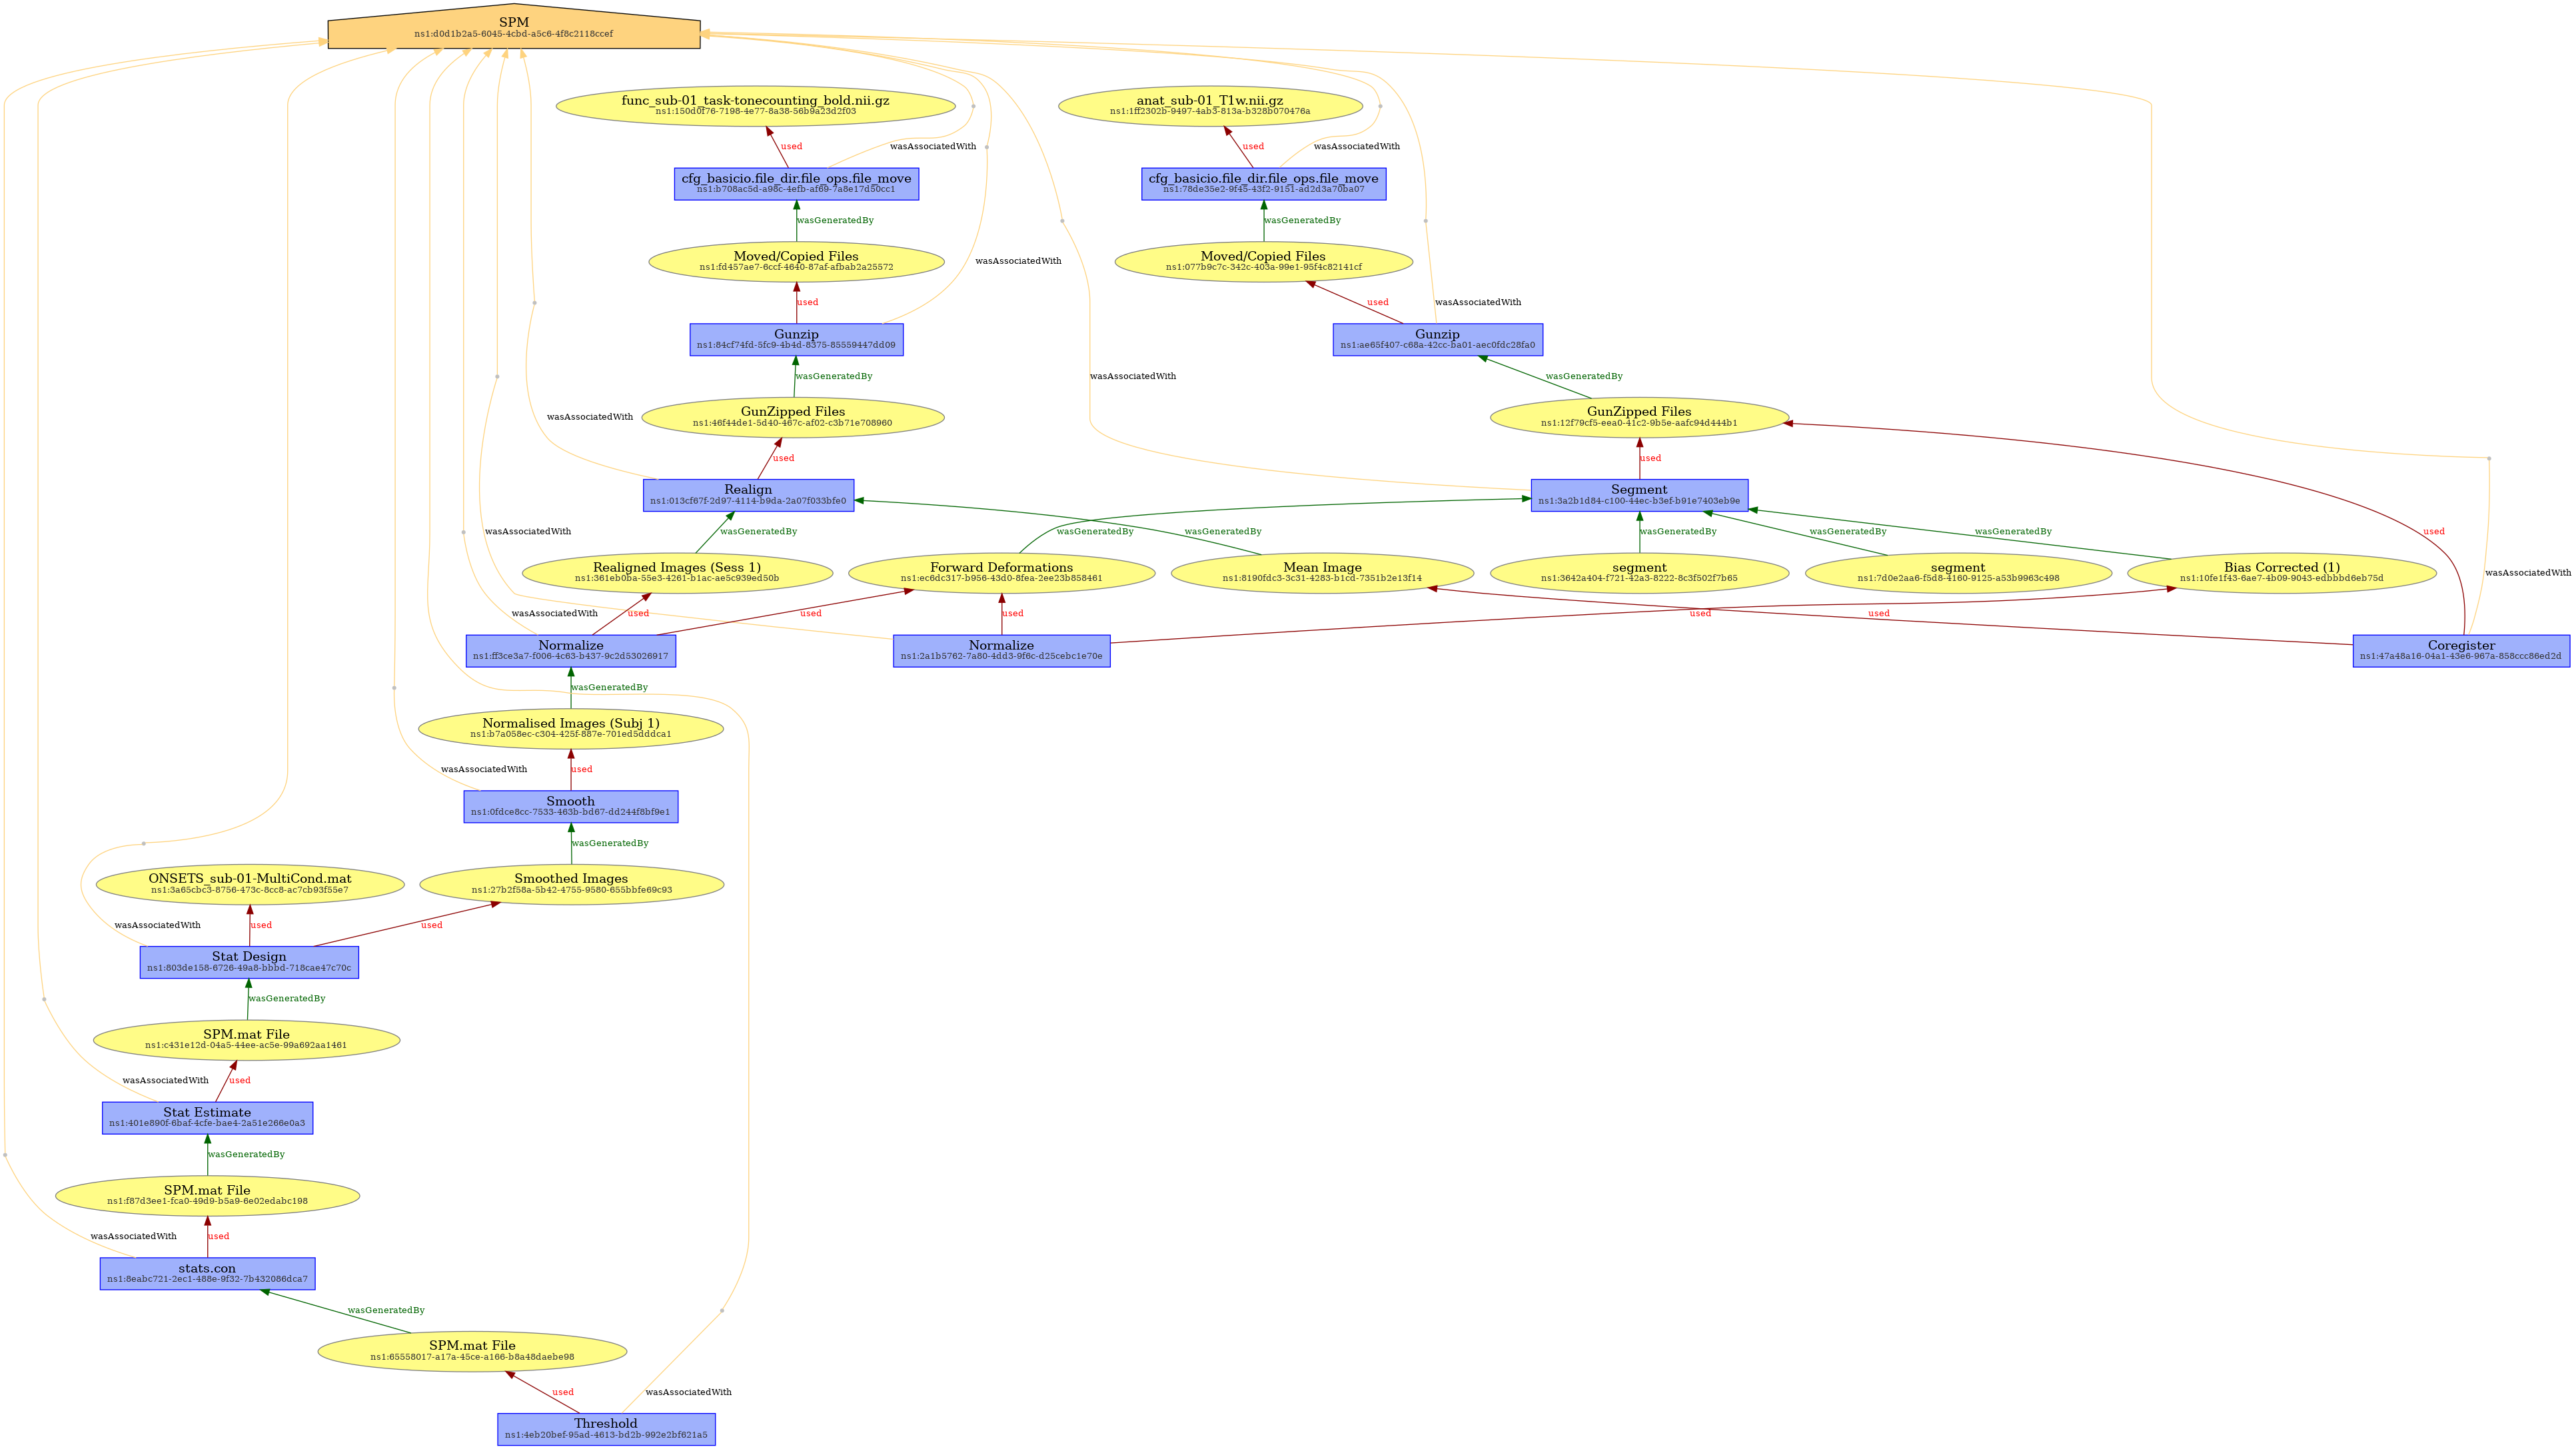 SPM
ns1:d0d1b2a5-6045-4cbd-a5c6-4f8c2118ccef
func_sub-01_task-tonecounting_bold.nii.gz
ns1:150d0f76-7198-4e77-8a38-56b9a23d2f03
anat_sub-01_T1w.nii.gz
ns1:1ff2302b-9497-4ab3-813a-b328b070476a
used
wasAssociatedWith
used
wasAssociatedWith
cfg_basicio.file_dir.file_ops.file_move
ns1:b708ac5d-a98c-4efb-af69-7a8e17d50cc1
cfg_basicio.file_dir.file_ops.file_move
ns1:78de35e2-9f45-43f2-9151-ad2d3a70ba07
wasGeneratedBy
wasGeneratedBy
Moved/Copied Files
ns1:fd457ae7-6ccf-4640-87af-afbab2a25572
wasAssociatedWith
Moved/Copied Files
ns1:077b9c7c-342c-403a-99e1-95f4c82141cf
used
used
wasAssociatedWith
Gunzip
ns1:84cf74fd-5fc9-4b4d-8375-85559447dd09
Gunzip
ns1:ae65f407-c68a-42cc-ba01-aec0fdc28fa0
wasGeneratedBy
wasAssociatedWith
wasGeneratedBy
wasAssociatedWith
GunZipped Files
ns1:46f44de1-5d40-467c-af02-c3b71e708960
GunZipped Files
ns1:12f79cf5-eea0-41c2-9b5e-aafc94d444b1
used
used
Realign
ns1:013cf67f-2d97-4114-b9da-2a07f033bfe0
Segment
ns1:3a2b1d84-c100-44ec-b3ef-b91e7403eb9e
wasAssociatedWith
wasGeneratedBy
wasGeneratedBy
wasGeneratedBy
wasGeneratedBy
wasGeneratedBy
wasGeneratedBy
used
Realigned Images (Sess 1)
ns1:361eb0ba-55e3-4261-b1ac-ae5c939ed50b
Forward Deformations
ns1:ec6dc317-b956-43d0-8fea-2ee23b858461
Mean Image
ns1:8190fdc3-3c31-4283-b1cd-7351b2e13f14
segment
ns1:3642a404-f721-42a3-8222-8c3f502f7b65
segment
ns1:7d0e2aa6-f5d8-4160-9125-a53b9963c498
Bias Corrected (1)
ns1:10fe1f43-6ae7-4b09-9043-edbbbd6eb75d
wasAssociatedWith
wasAssociatedWith
used
used
used
used
used
Normalize
ns1:ff3ce3a7-f006-4c63-b437-9c2d53026917
Normalize
ns1:2a1b5762-7a80-4dd3-9f6c-d25cebc1e70e
Coregister
ns1:47a48a16-04a1-43e6-967a-858ccc86ed2d
wasGeneratedBy
Normalised Images (Subj 1)
ns1:b7a058ec-c304-425f-887e-701ed5dddca1
wasAssociatedWith
used
Smooth
ns1:0fdce8cc-7533-463b-bd67-dd244f8bf9e1
wasGeneratedBy
ONSETS_sub-01-MultiCond.mat
ns1:3a65cbc3-8756-473c-8cc8-ac7cb93f55e7
Smoothed Images
ns1:27b2f58a-5b42-4755-9580-655bbfe69c93
wasAssociatedWith
used
used
Stat Design
ns1:803de158-6726-49a8-bbbd-718cae47c70c
wasGeneratedBy
SPM.mat File
ns1:c431e12d-04a5-44ee-ac5e-99a692aa1461
wasAssociatedWith
used
Stat Estimate
ns1:401e890f-6baf-4cfe-bae4-2a51e266e0a3
wasGeneratedBy
SPM.mat File
ns1:f87d3ee1-fca0-49d9-b5a9-6e02edabc198
wasAssociatedWith
used
stats.con
ns1:8eabc721-2ec1-488e-9f32-7b432086dca7
wasGeneratedBy
SPM.mat File
ns1:65558017-a17a-45ce-a166-b8a48daebe98
used
wasAssociatedWith
Threshold
ns1:4eb20bef-95ad-4613-bd2b-992e2bf621a5